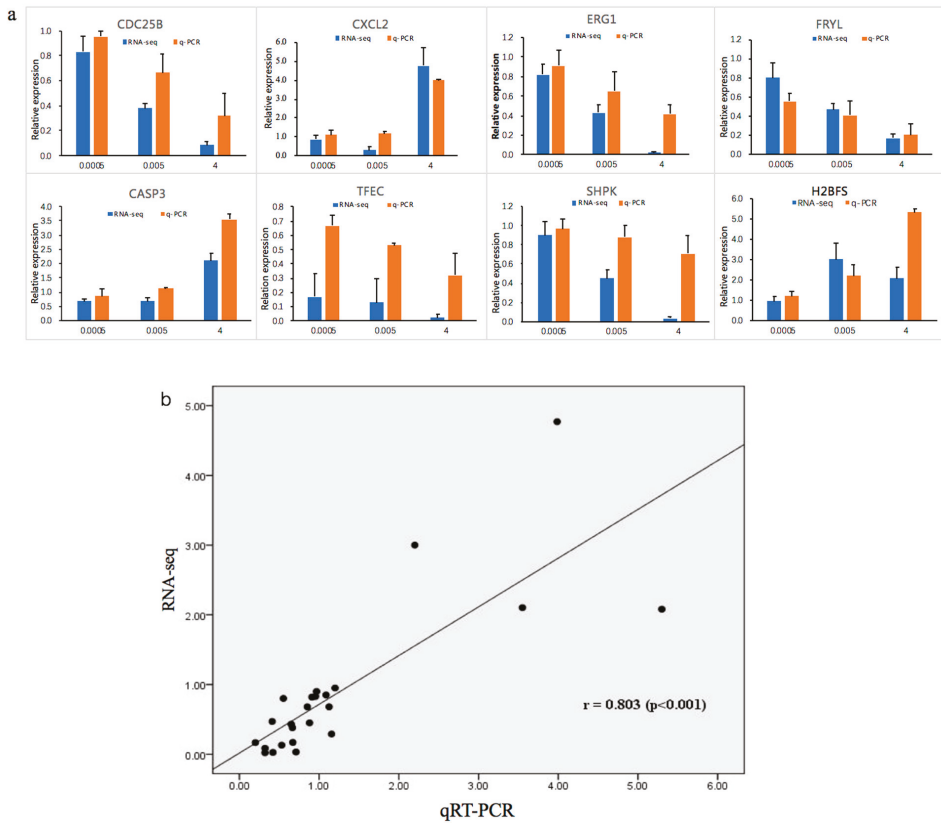 a
CDC25B
RNA-seq q-PCR
Relative expression
1.0
0.8
0.6
0.4
0.2
0.0
0.0005 0.005 4
CXCL2
RNA-seq q-PCR
Relative expression
6.0
5.0
4.0
3.0
2.0
1.0
0.0
0.0005 0.005 4
ERG1
RNA-seq q-PCR
Relative expression
1.2
1.0
0.8
0.6
0.4
0.2
0.0
0.0005 0.005 4
FRYL
RNA-seq q-PCR
Relative expression
1.2
1.0
0.8
0.6
0.4
0.2
0.0
0.0005 0.005 4
CASP3
RNA-seq q-PCR
Relative expression
4.0
3.5
3.0
2.5
2.0
1.5
1.0
0.5
0.0
0.0005 0.005 4
TFEC
RNA-seq q-PCR
Relation expression
0.8
0.7
0.6
0.5
0.4
0.3
0.2
0.1
0.0
0.0005 0.005 4
SHPK
RNA-seq q-PCR
Relative expression
1.2
1.0
0.8
0.6
0.4
0.2
0.0
0.0005 0.005 4
H2BFS
RNA-seq q-PCR
Relative expression
6.0
5.0
4.0
3.0
2.0
1.0
0.0
0.0005 0.005 4
b
RNA-seq
5.00
4.00
3.00
2.00
1.00
0.00
r = 0.803 (p<0.001)
0.00 1.00 2.00 3.00 4.00 5.00 6.00
qRT-PCR